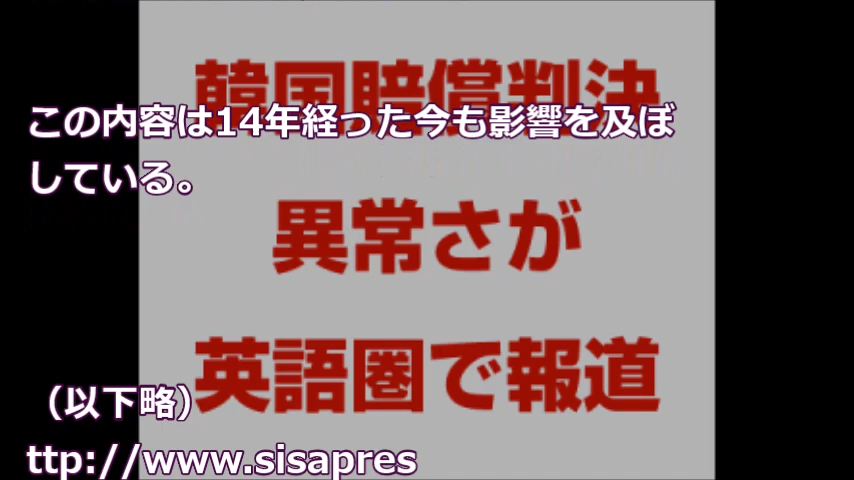 韓国賠償判決
この内容は14年経った今も影響を及ぼ
している。
異常さが
英語圏で報道
（以下略）
ttp://www.sisapres